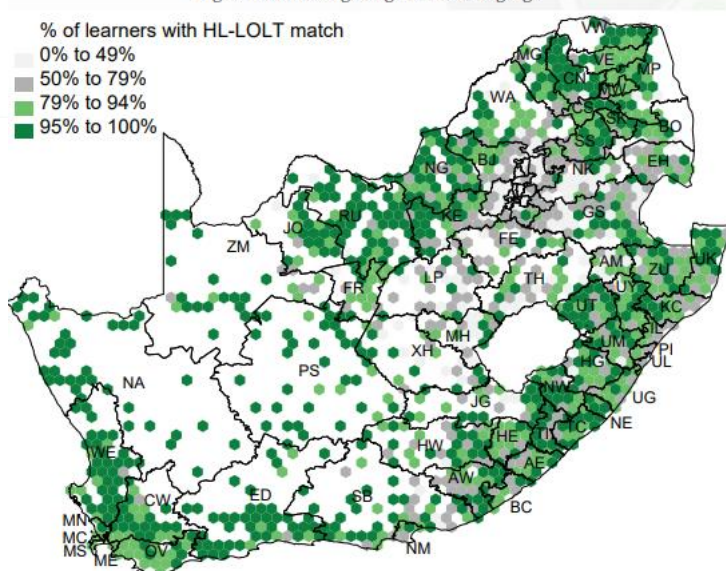 % of learners with HL-LOLT match
0% to 49%
50% to 79%
79% to 94%
95% to 100%
VW
MG
VE
MP
CN
MW
WA
CS
SK
BO
SS
BJ
NK
EH
NG
RU
KE
GS
JO
FE
ZM
AM
ZU
UK
LP
TH
UY
FR
UT
KC
IL
MH
UM
PI
XH
UL
PS
HG
NA
NW
UG
JG
NE
HW
HE
TC
WE
TI
AE
AW
CW
ED
SB
BC
MN
MC
MS
ME
OV
NM